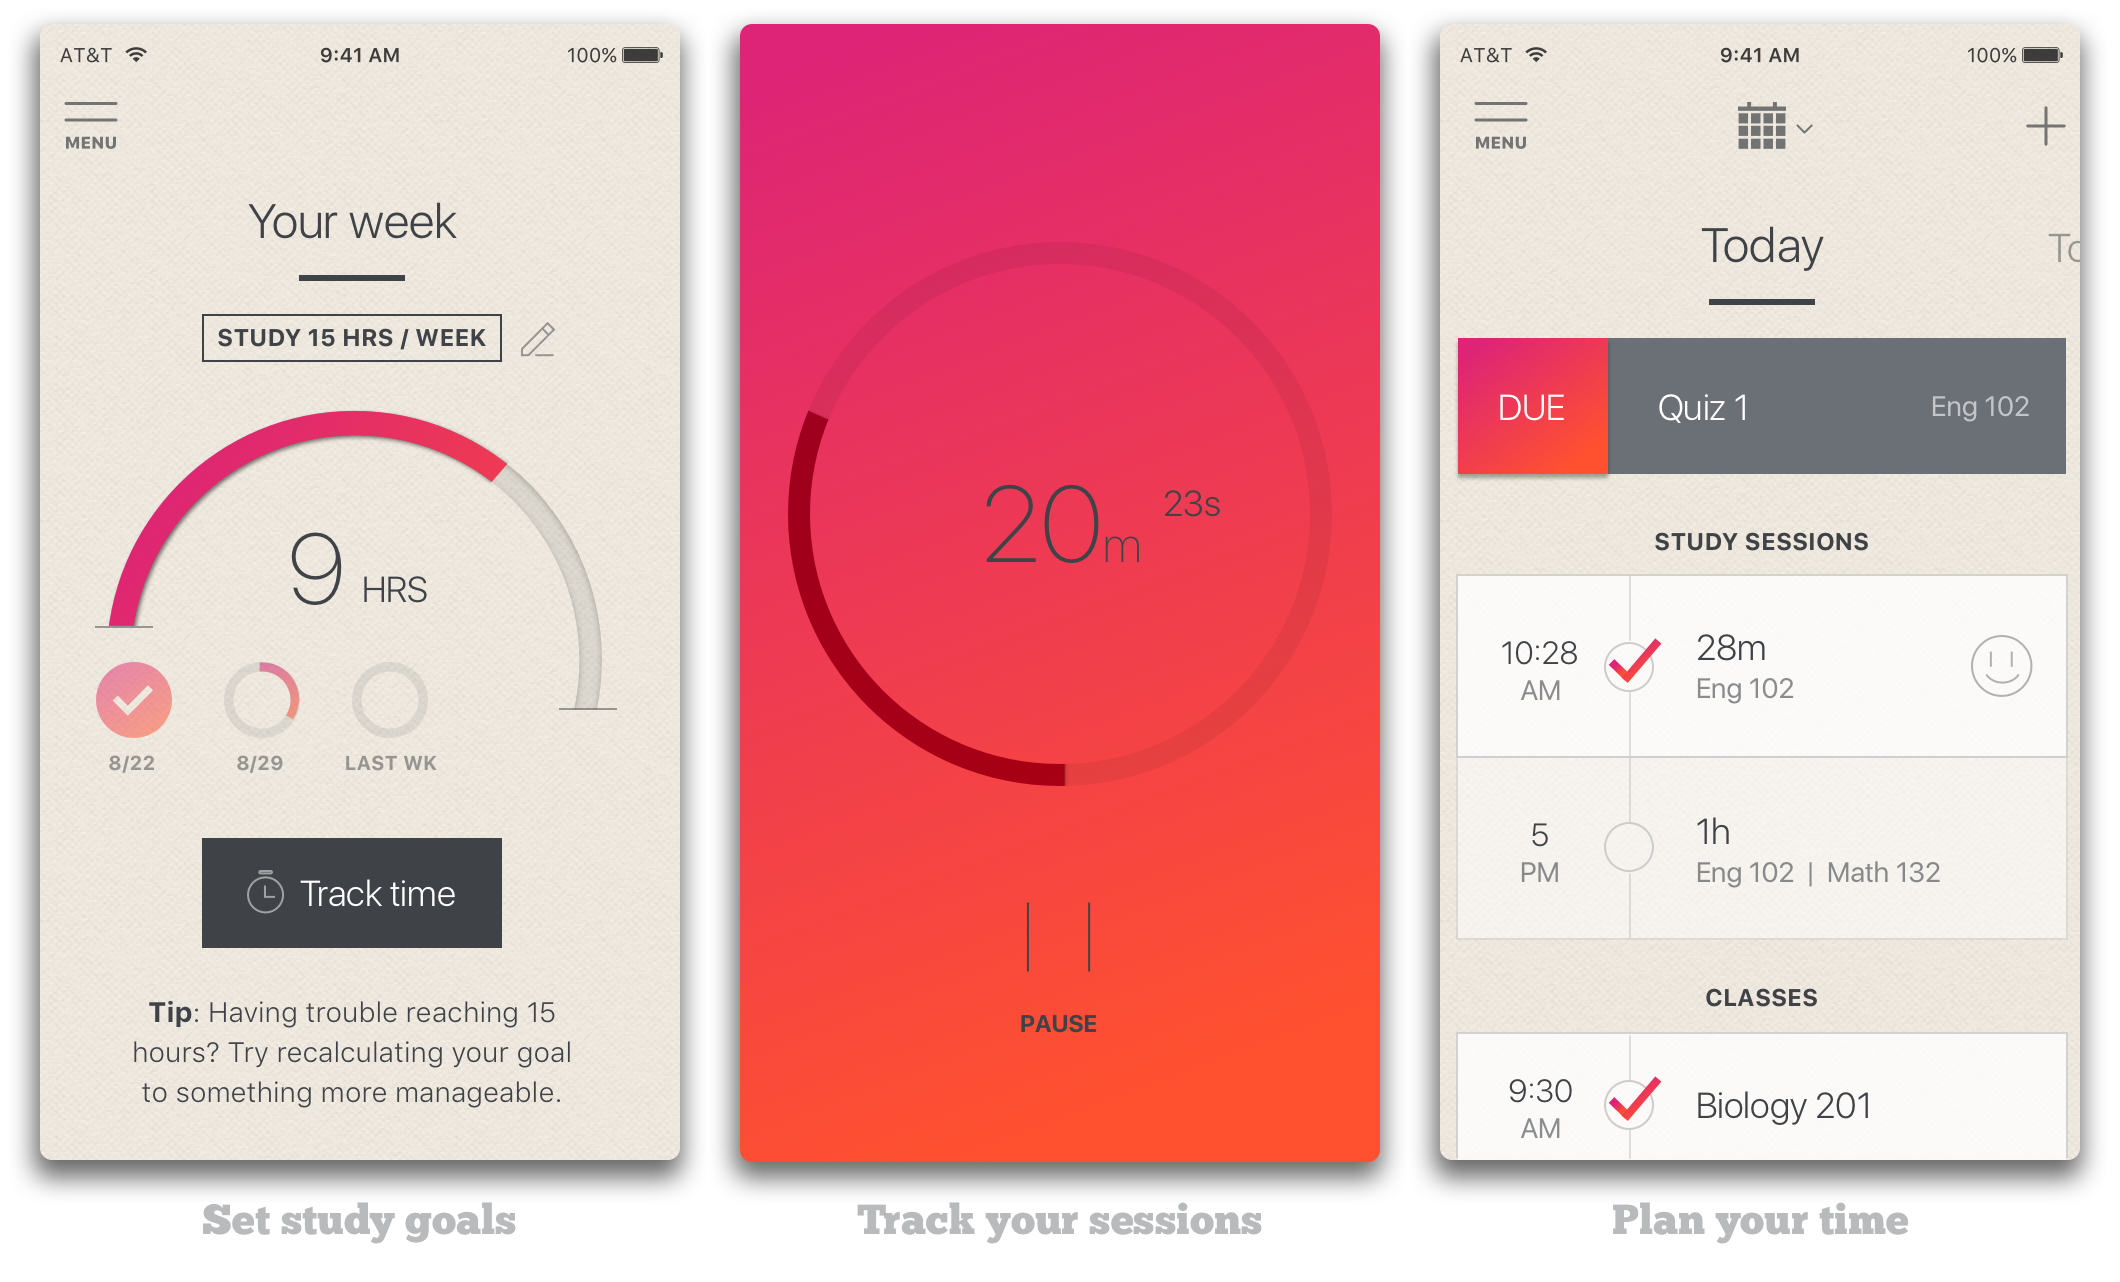 AT&T 9:41 AM 100%
MENU
Your week
STUDY 15 HRS / WEEK
9 HRS
8/22 8/29 LAST WK
Track time
Tip: Having trouble reaching 15
hours? Try recalculating your goal
to something more manageable.
Set study goals
20m 23s
PAUSE
Track your sessions
AT&T 9:41 AM 100%
MENU
Today To
DUE Quiz 1 Eng 102
STUDY SESSIONS
10:28 AM
28m
Eng 102
5 PM
1h
Eng 102 | Math 132
CLASSES
9:30 AM
Biology 201
Plan your time